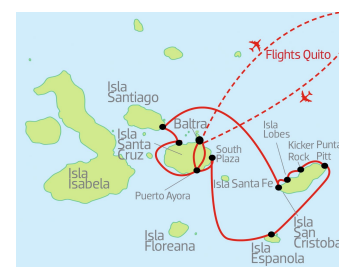 Flights Quito
Isla
Santiago
Baltra
Isla
Santa
Cruz
South
Plaza
Isla
Lobes
Kicker
Rock
Punta
Pitt
Isla
Isabela
Isla Santa Fe
Puerto Ayora
Isla
San
Cristoba
Isla
Floreana
Isla
Espanola